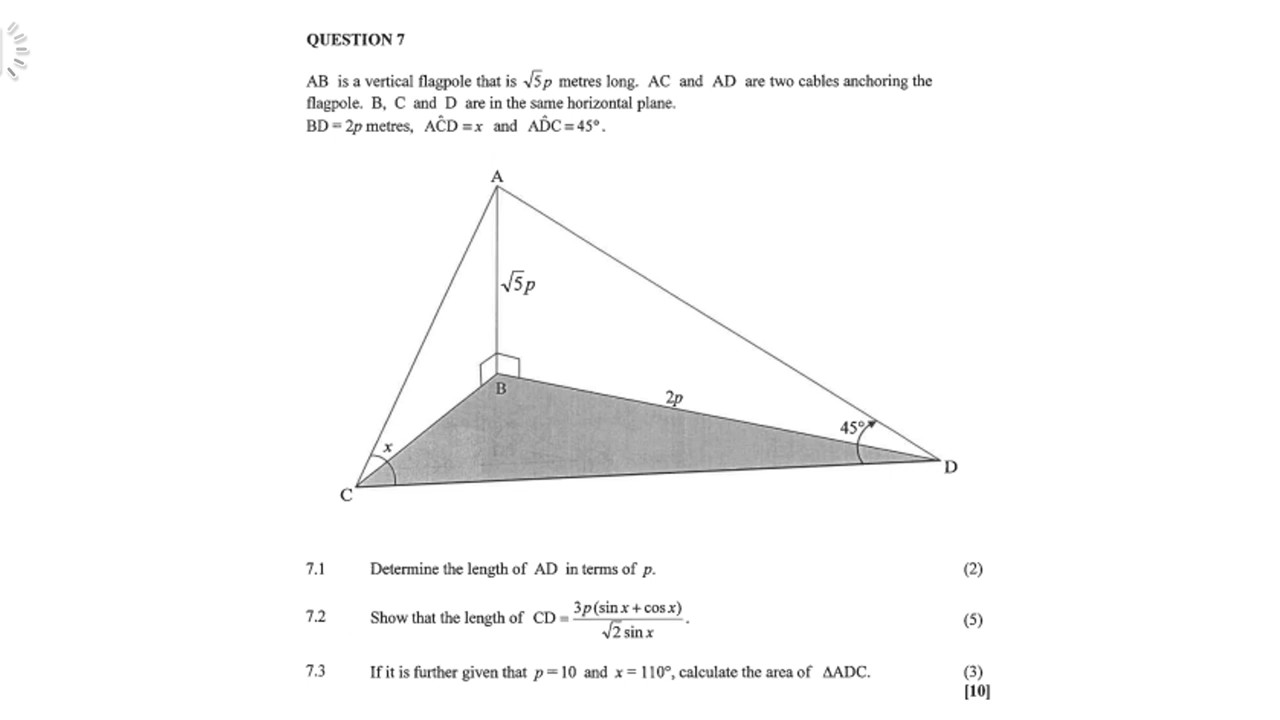 QUESTION 7
AB is a vertical flagpole that is √5p metres long. AC and AD are two cables anchoring the
flagpole. B, C and D are in the same horizontal plane.
BD = 2p metres, AĈD = x and AD̂C = 45°.
A
√5p
B
2p
45°
x
D
C
7.1 Determine the length of AD in terms of p. (2)
7.2 Show that the length of CD = 3p(sin x + cos x) / √2 sin x . (5)
7.3 If it is further given that p = 10 and x = 110°, calculate the area of ΔADC. (3)
[10]